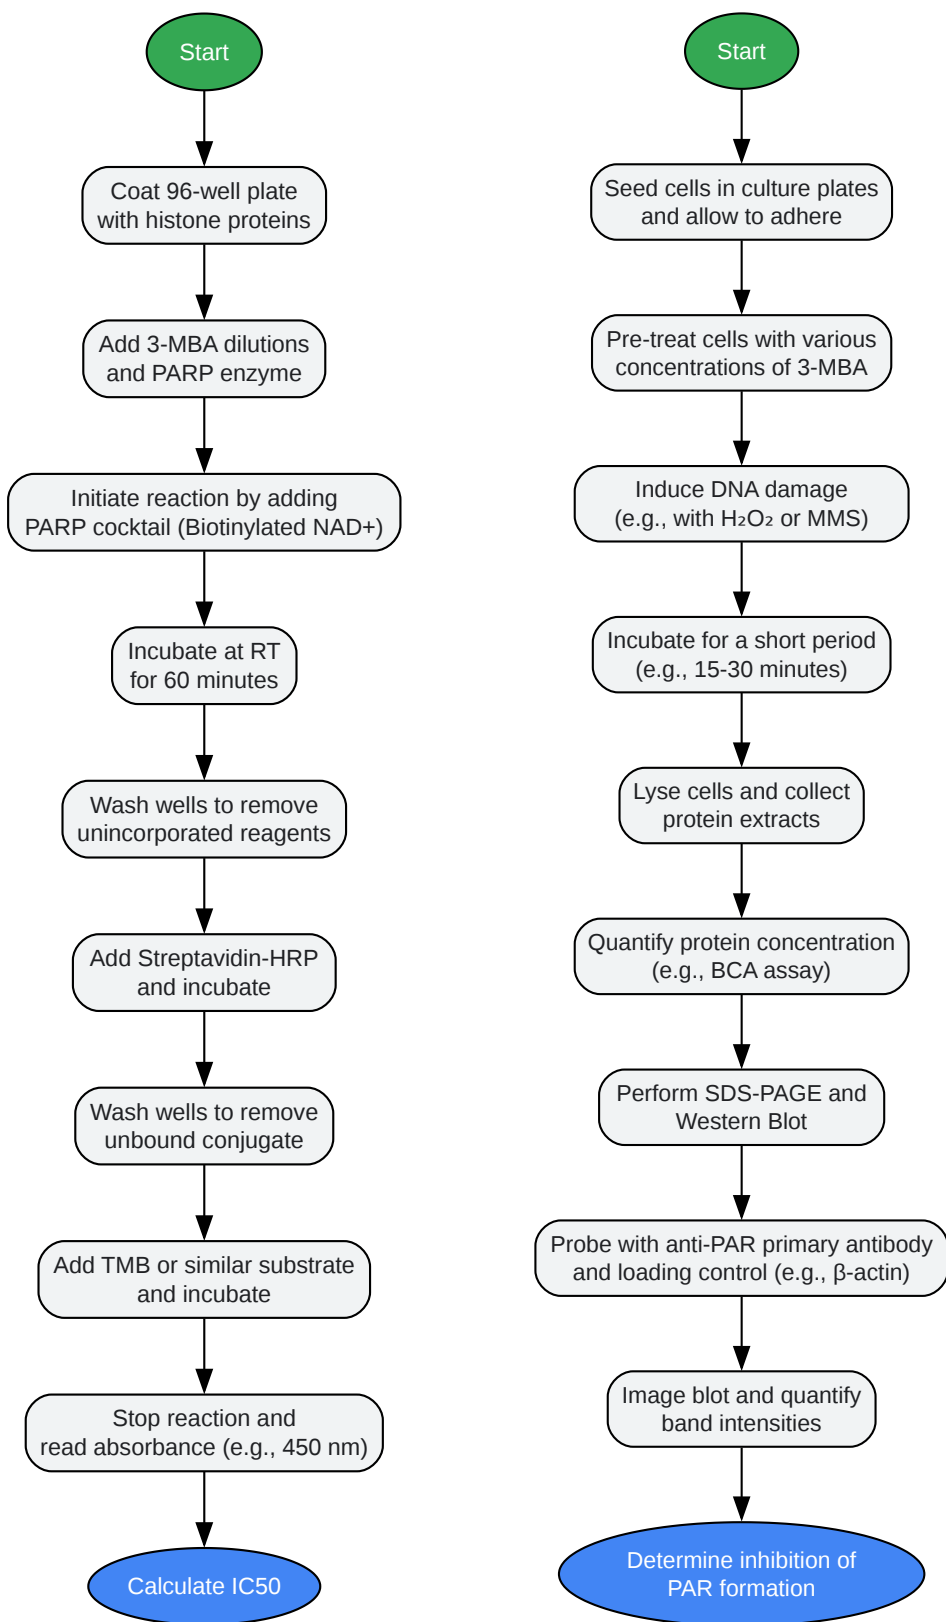 Start
Coat 96-well plate
with histone proteins
Add 3-MBA dilutions
and PARP enzyme
Initiate reaction by adding
PARP cocktail (Biotinylated NAD+)
Incubate at RT
for 60 minutes
Wash wells to remove
unincorporated reagents
Add Streptavidin-HRP
and incubate
Wash wells to remove
unbound conjugate
Add TMB or similar substrate
and incubate
Stop reaction and
read absorbance (e.g., 450 nm)
Calculate IC50
Start
Seed cells in culture plates
and allow to adhere
Pre-treat cells with various
concentrations of 3-MBA
Induce DNA damage
(e.g., with H₂O₂ or MMS)
Incubate for a short period
(e.g., 15-30 minutes)
Lyse cells and collect
protein extracts
Quantify protein concentration
(e.g., BCA assay)
Perform SDS-PAGE and
Western Blot
Probe with anti-PAR primary antibody
and loading control (e.g., β-actin)
Image blot and quantify
band intensities
Determine inhibition of
PAR formation